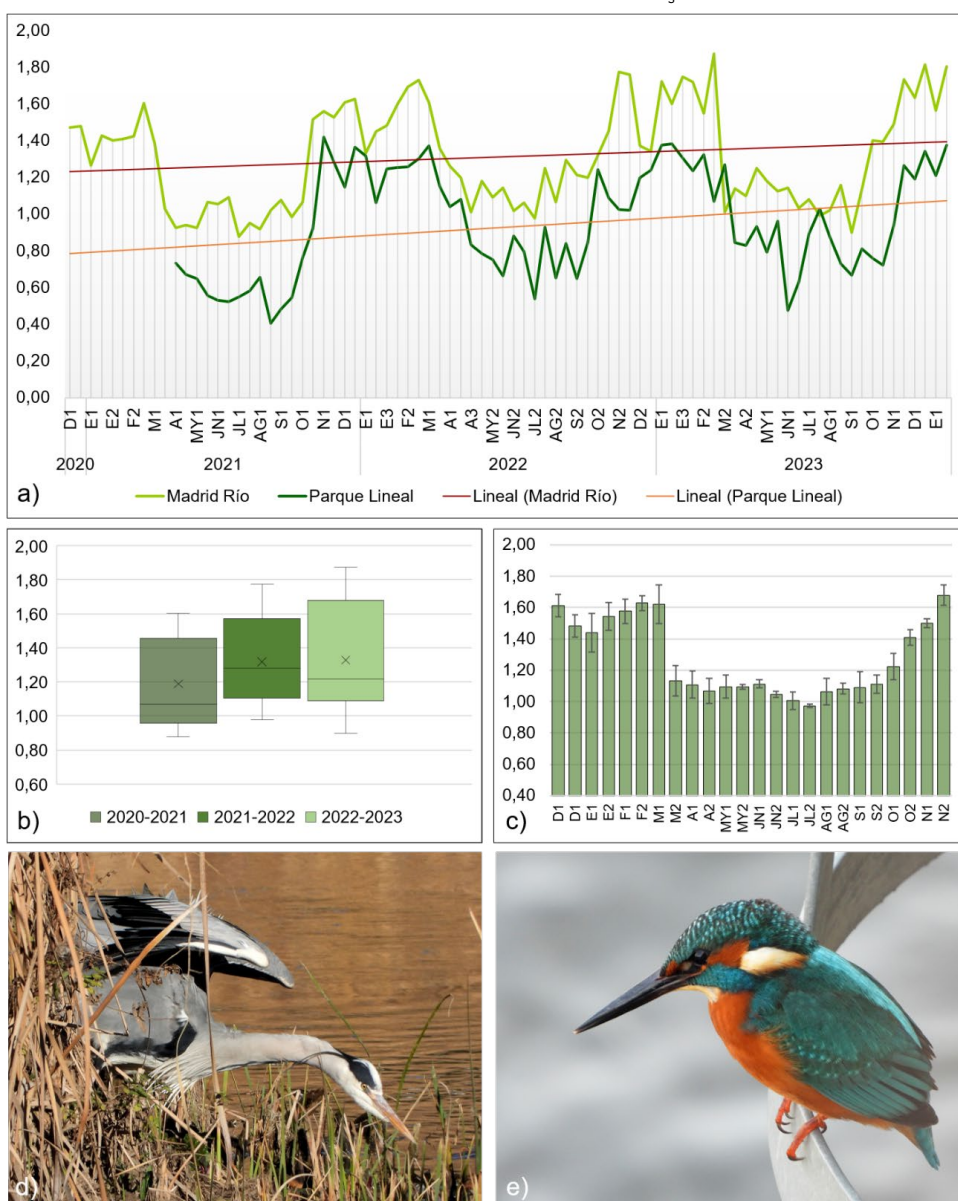 2,00
1,80
1,60
1,40
1,20
1,00
0,80
0,60
0,40
0,20
0,00
D1 E1 E2 F2 M1 A1 MY1 JN1 JL1 AG1 S1 O1 N1 D1 E1 E3 F2 M1 A1 A3 MY2 JN2 JL2 AG2 S2 O2 N2 D2 E1 E3 F2 M2 A2 MY1 JN1 JL1 AG1 S1 O1 N1 D1 E1
2020 2021 2022 2023
a)
Madrid Río Parque Lineal Lineal (Madrid Río) Lineal (Parque Lineal)
2,00
1,80
1,60
1,40
1,20
1,00
0,80
0,60
b)
2020-2021 2021-2022 2022-2023
2,00
1,80
1,60
1,40
1,20
1,00
0,80
0,60
0,40
c)
D1 D1 E1 E2 F1 F2 M1 M2 A1 A2 MY1 MY2 JN1 JN2 JL1 JL2 AG1 AG2 S1 S2 O1 O2 N1 N2
d)
e)